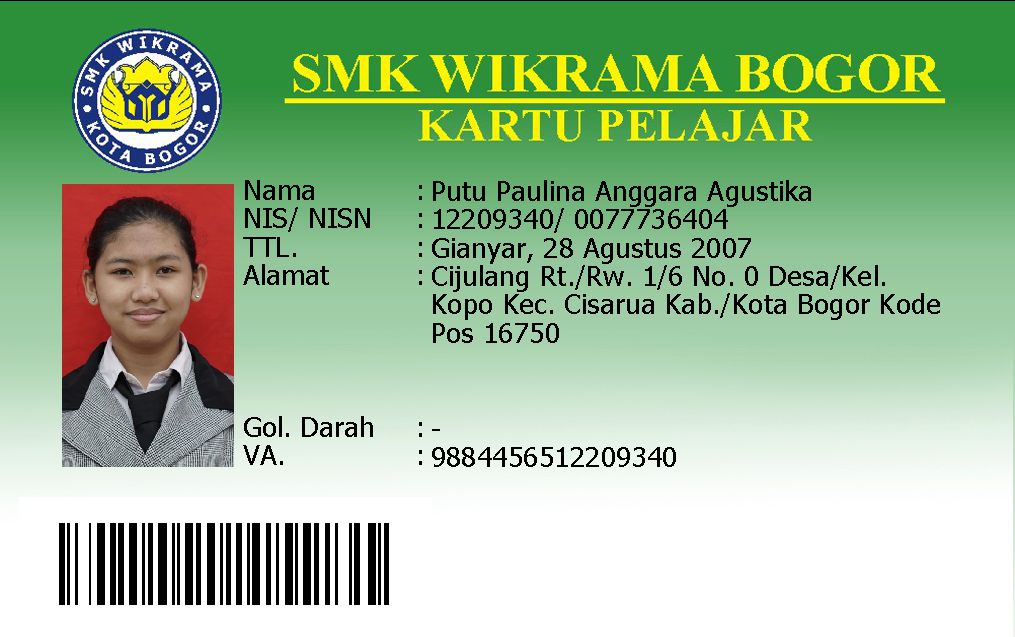 SMK WIKRAMA
KOTA BOGOR
SMK WIKRAMA BOGOR
KARTU PELAJAR
Nama : Putu Paulina Anggara Agustika
NIS/ NISN : 12209340/ 0077736404
TTL. : Gianyar, 28 Agustus 2007
Alamat : Cijulang Rt./Rw. 1/6 No. 0 Desa/Kel.
Kopo Kec. Cisarua Kab./Kota Bogor Kode
Pos 16750
Gol. Darah : -
VA. : 9884456512209340